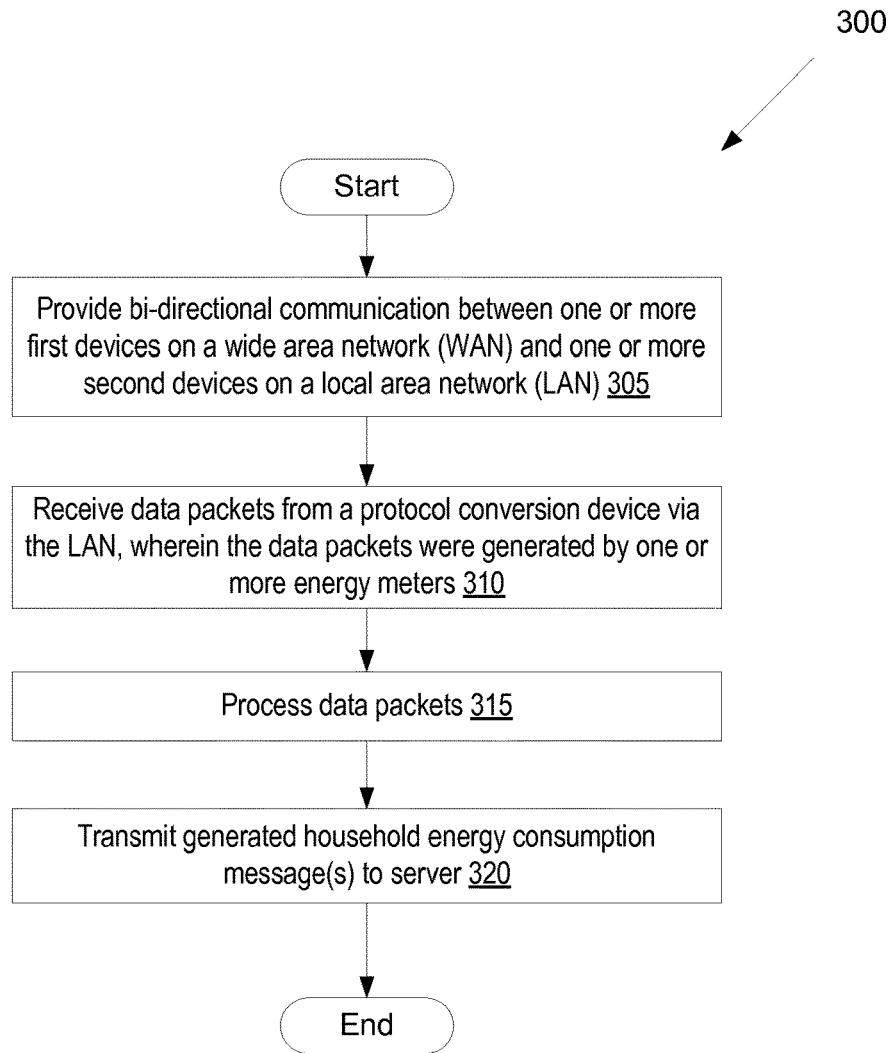 300
Start
Provide bi-directional communication between one or more
first devices on a wide area network (WAN) and one or more
second devices on a local area network (LAN) 305
Receive data packets from a protocol conversion device via
the LAN, wherein the data packets were generated by one or
more energy meters 310
Process data packets 315
Transmit generated household energy consumption
message(s) to server 320
End